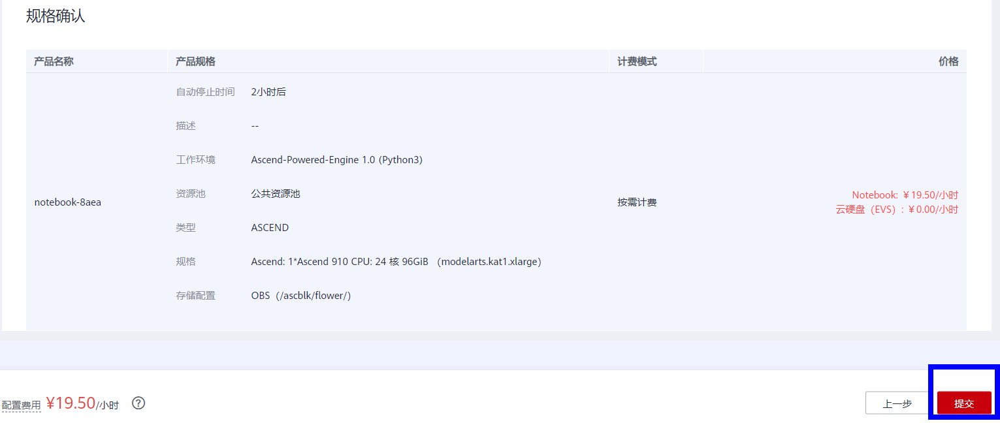 规格确认
产品名称 产品规格 计费模式 价格
自动停止时间 2小时后
描述 --
工作环境 Ascend-Powered-Engine 1.0 (Python3)
资源池 公共资源池
notebook-8aea 按需计费 Notebook: ¥19.50/小时
云硬盘（EVS）: ¥0.00/小时
类型 ASCEND
规格 Ascend: 1*Ascend 910 CPU: 24 核 96GiB （modelarts.kat1.xlarge）
存储配置 OBS（/ascblk/flower/）
配置费用 ¥19.50/小时 ? 上一步 提交